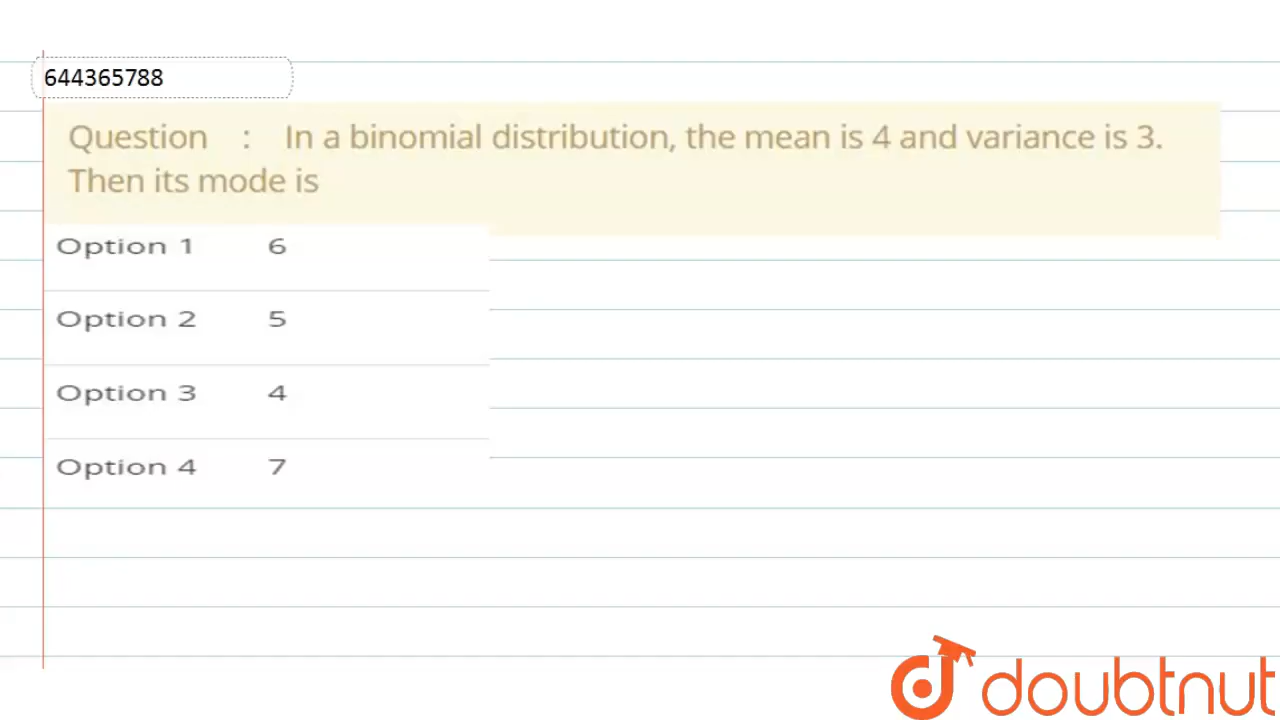 644365788
Question : In a binomial distribution, the mean is 4 and variance is 3.
Then its mode is
Option 1 6
Option 2 5
Option 3 4
Option 4 7
doubtnut